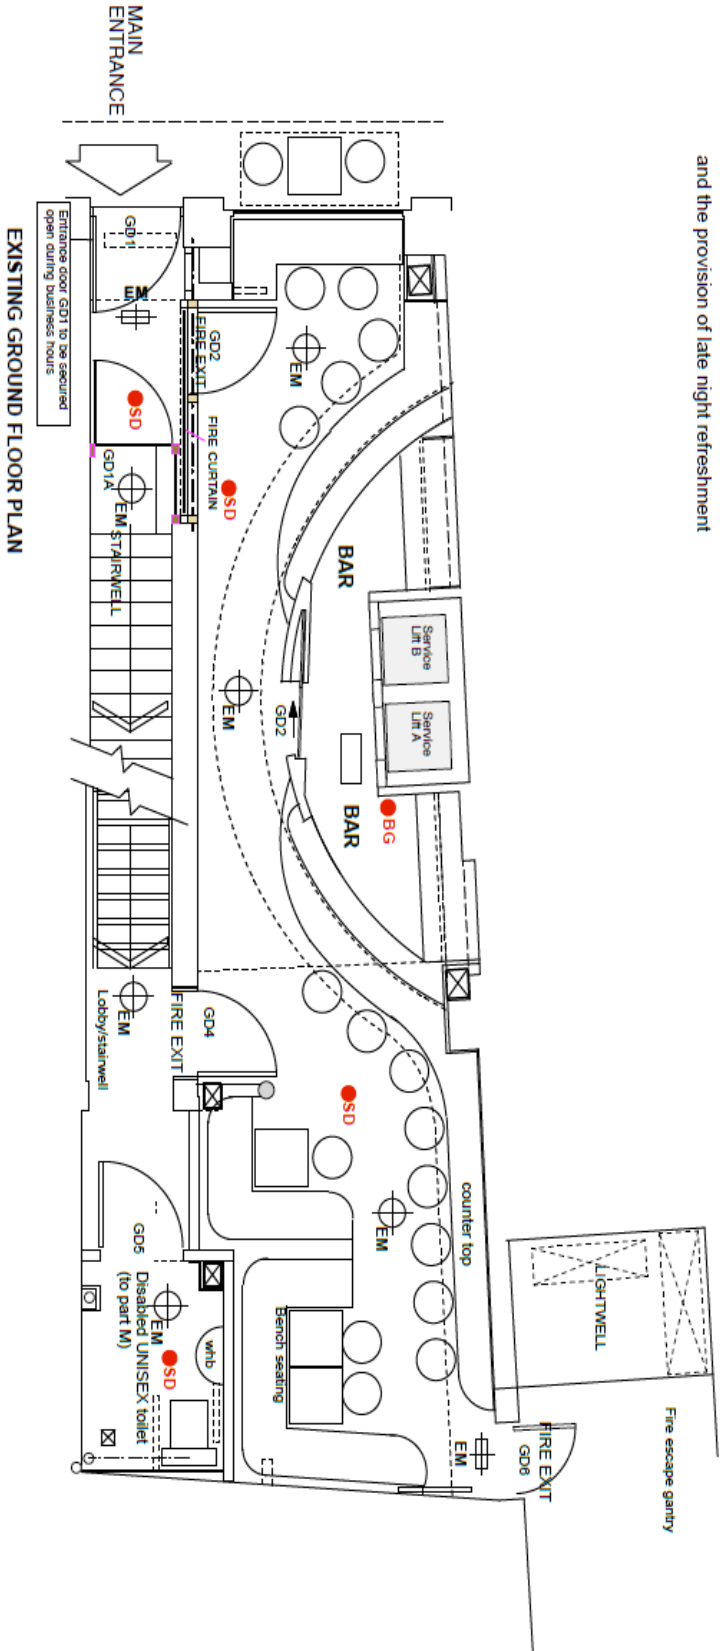 and the provision of late night refreshment
MAIN
ENTRANCE
Entrance door GD1 to be secured
open during business hours
EXISTING GROUND FLOOR PLAN
GD1
EM
SD
GD1A
EM
STAIRWELL
GD2
FIRE EXIT
FIRE CURTAIN
SD
EM
BAR
Service
Lift B
Service
Lift A
GD2
EM
BAR
BG
EM
Lobby/stairwell
FIRE EXIT
GD4
SD
EM
counter top
LIGHTWELL
GD5
Disabled UNISEX toilet
(to part M)
EM
SD
whb
Bench seating
EM
FIRE EXIT
GD6
Fire escape gantry